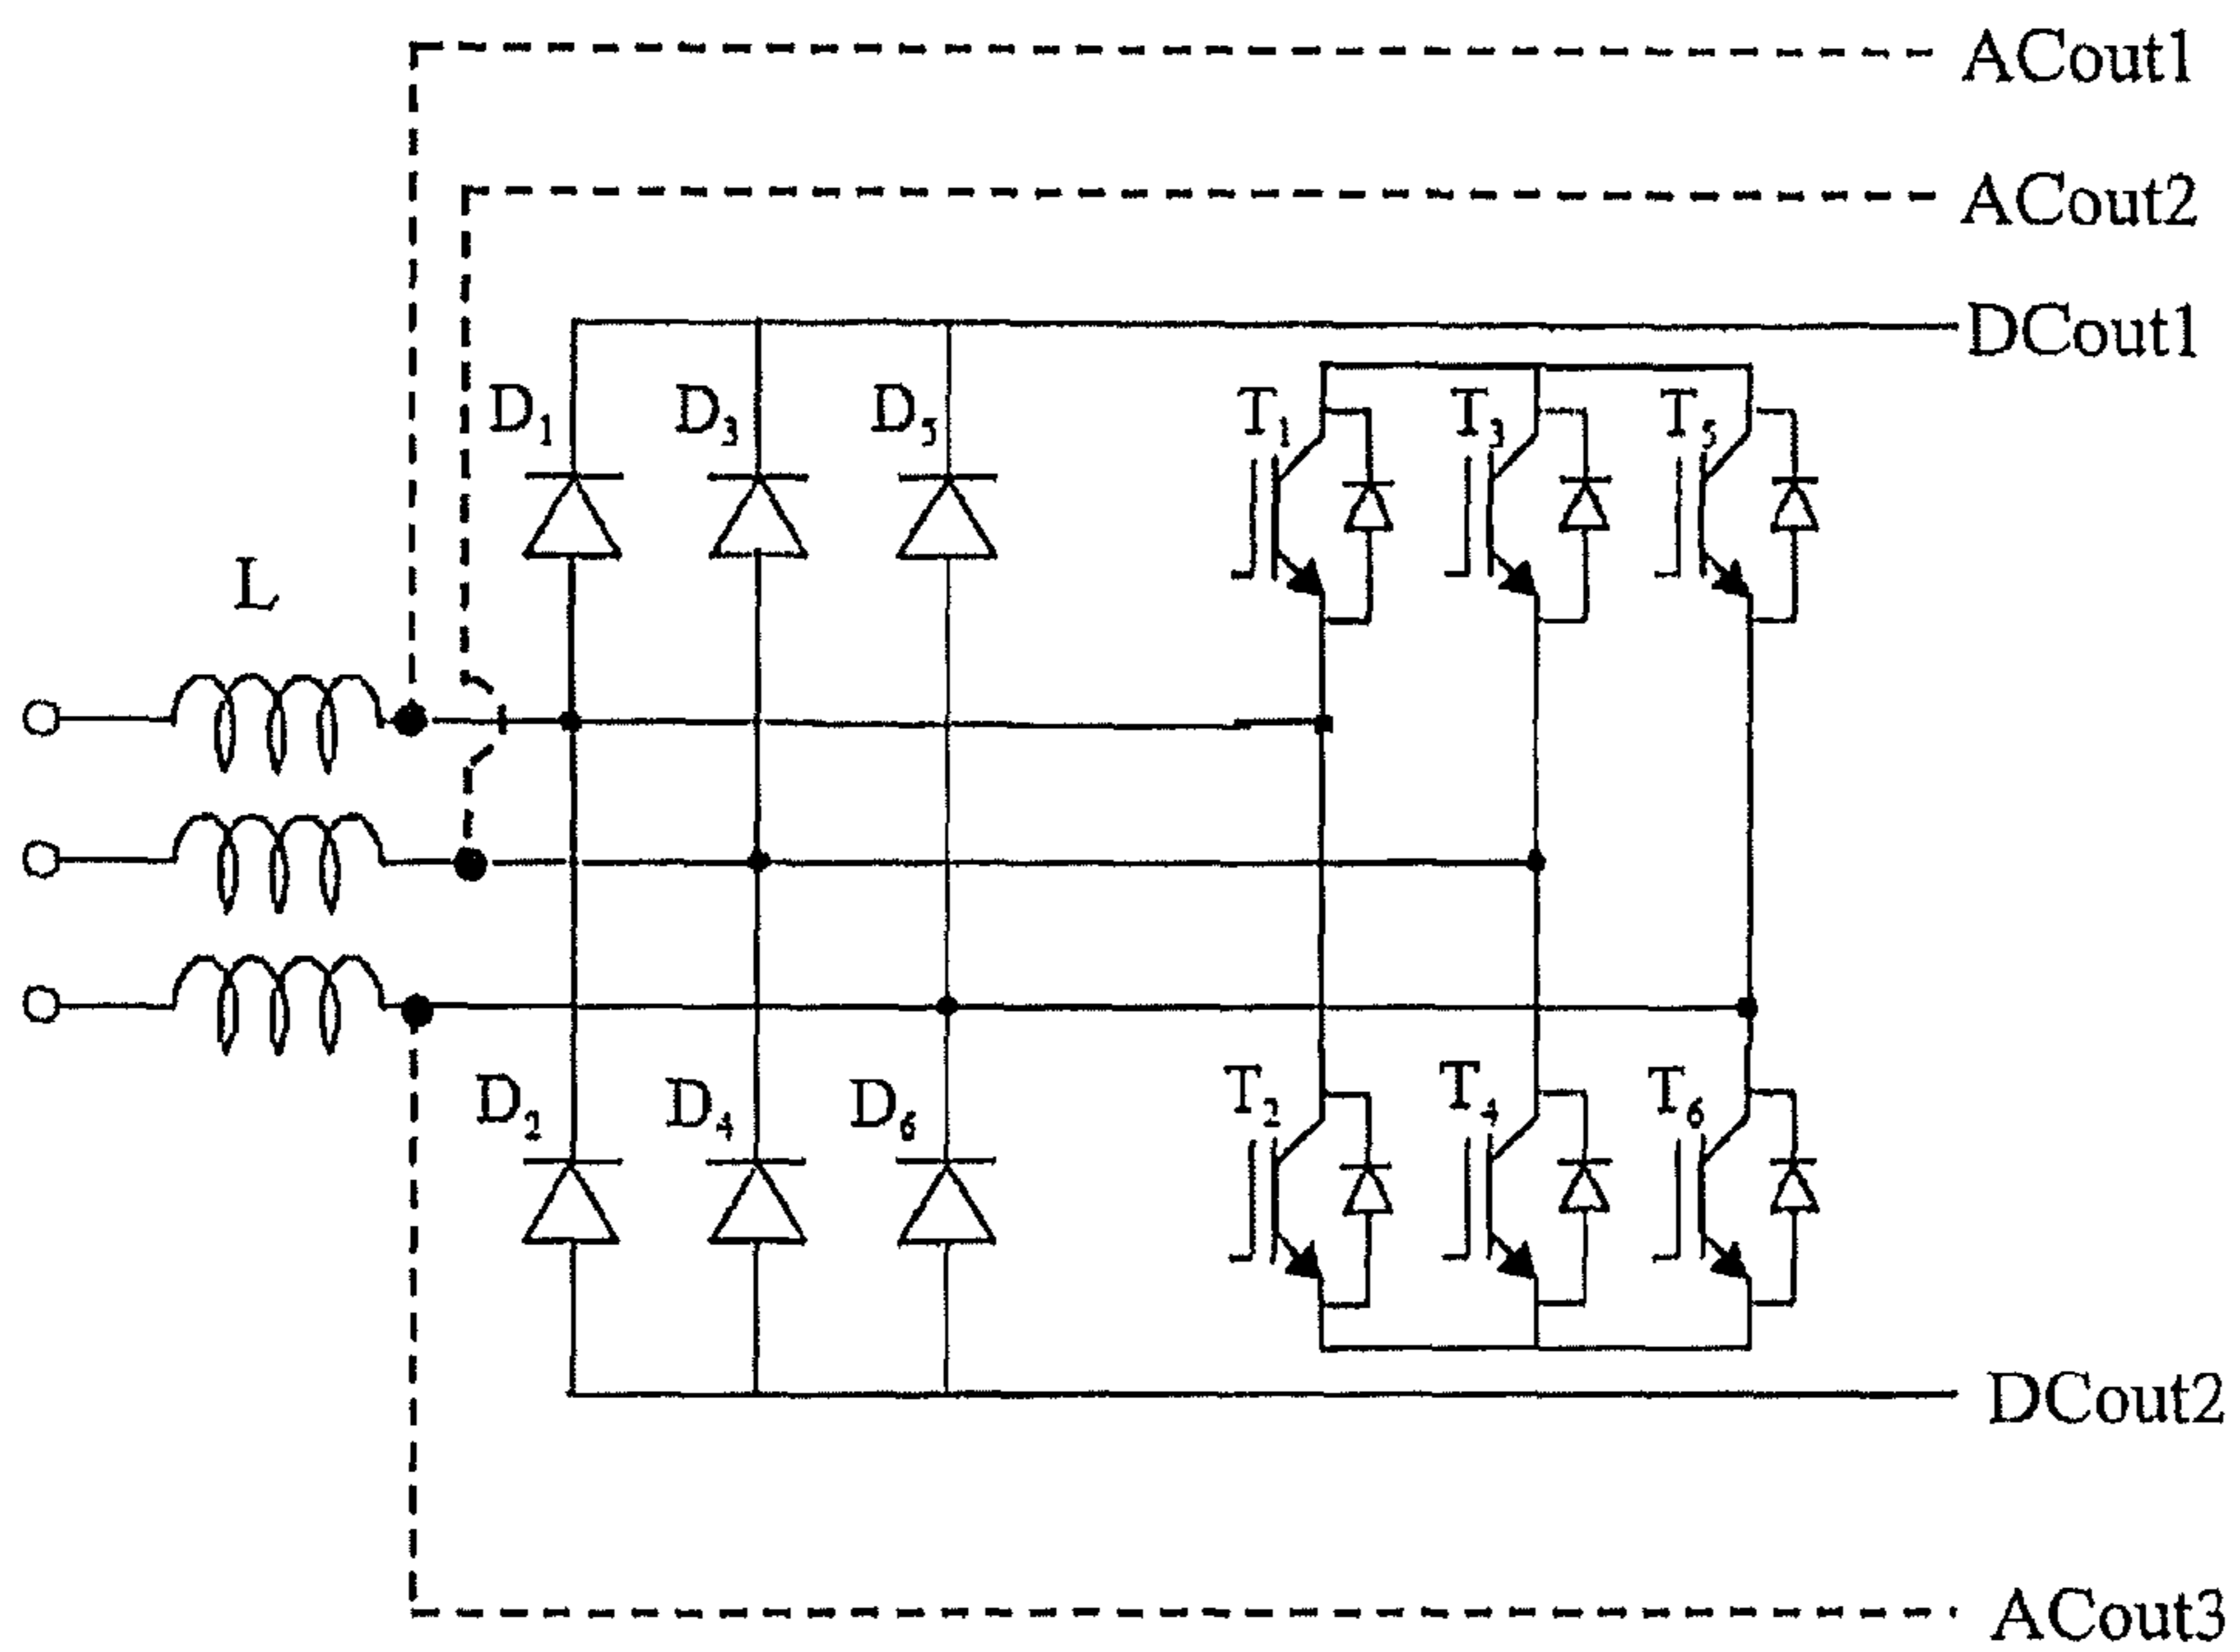 ACout1
ACout2
DCout1
D1 D3 D5 T1 T3 T5
L
D2 D4 D6 T2 T4 T6
DCout2
ACout3